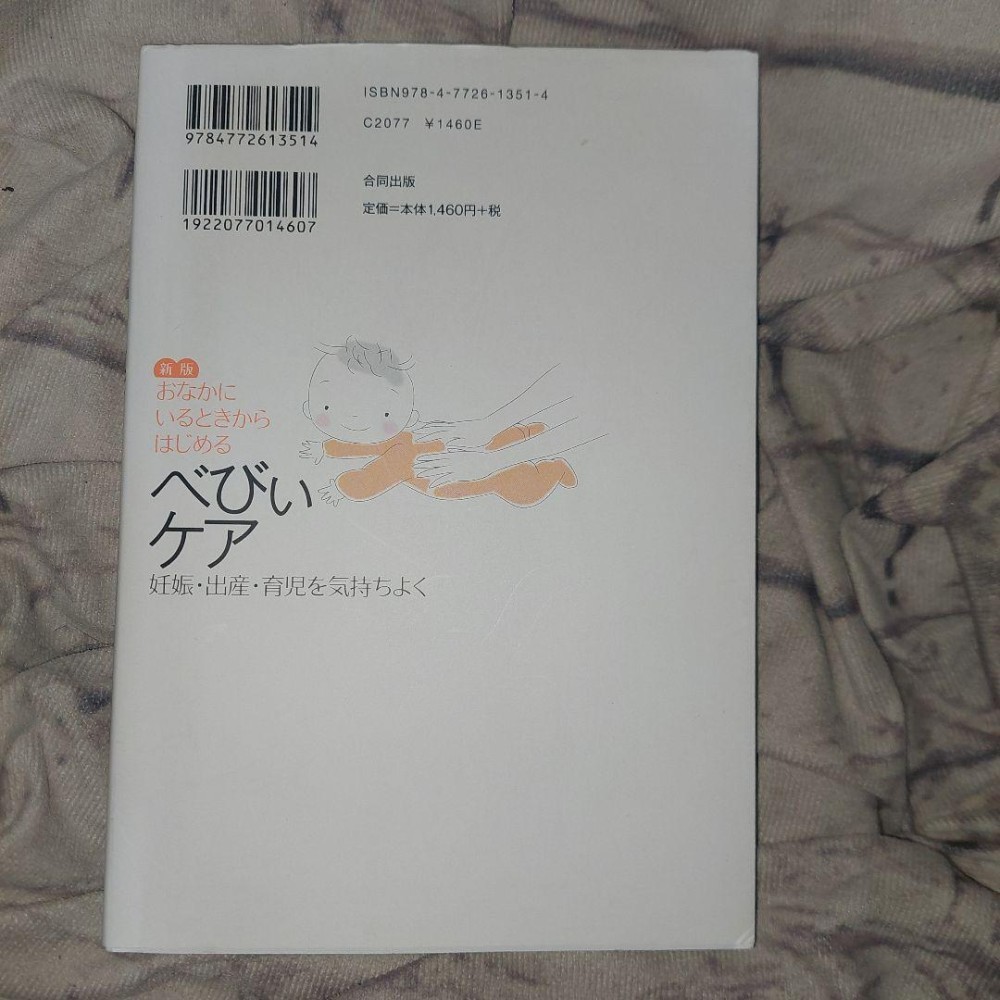 ISBN978-4-7726-1351-4
9784772613514
C2077 ¥1460E
合同出版
定価=本体1,460円+税
1922077014607
新版
おなかに
いるときから
はじめる
べびぃ
ケア
妊娠・出産・育児を気持ちよく